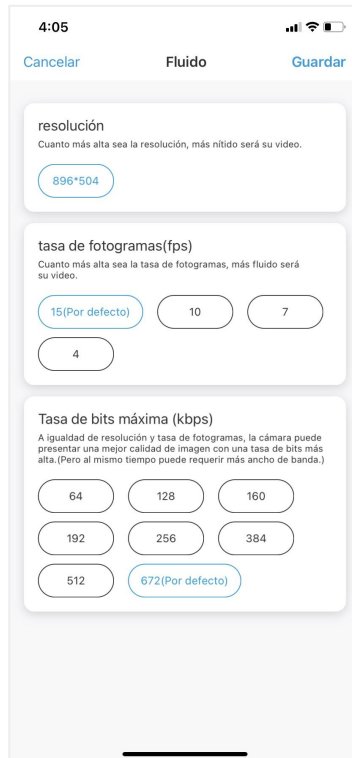 4:05
Cancelar Fluido Guardar
resolución
Cuanto más alta sea la resolución, más nítido será su video.
896*504
tasa de fotogramas(fps)
Cuanto más alta sea la tasa de fotogramas, más fluido será
su video.
15(Por defecto) 10 7
4
Tasa de bits máxima (kbps)
A igualdad de resolución y tasa de fotogramas, la cámara puede
presentar una mejor calidad de imagen con una tasa de bits más
alta.(Pero al mismo tiempo puede requerir más ancho de banda.)
64 128 160
192 256 384
512 672(Por defecto)